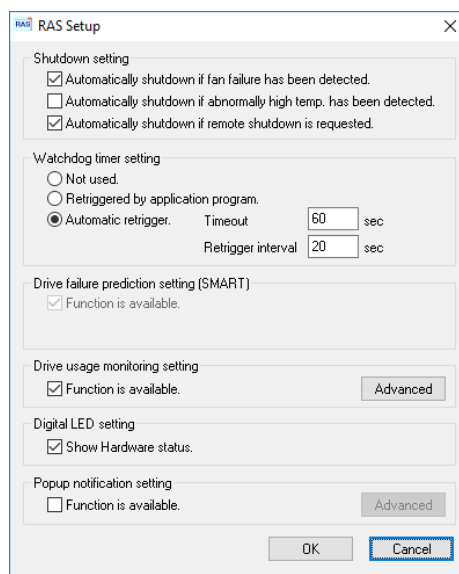 RAS RAS Setup
Shutdown setting
Automatically shutdown if fan failure has been detected.
Automatically shutdown if abnormally high temp. has been detected.
Automatically shutdown if remote shutdown is requested.
Watchdog timer setting
Not used.
Retriggered by application program.
Automatic retrigger. Timeout 60 sec
Retrigger interval 20 sec
Drive failure prediction setting (SMART)
Function is available.
Drive usage monitoring setting
Function is available. Advanced
Digital LED setting
Show Hardware status.
Popup notification setting
Function is available. Advanced
OK Cancel